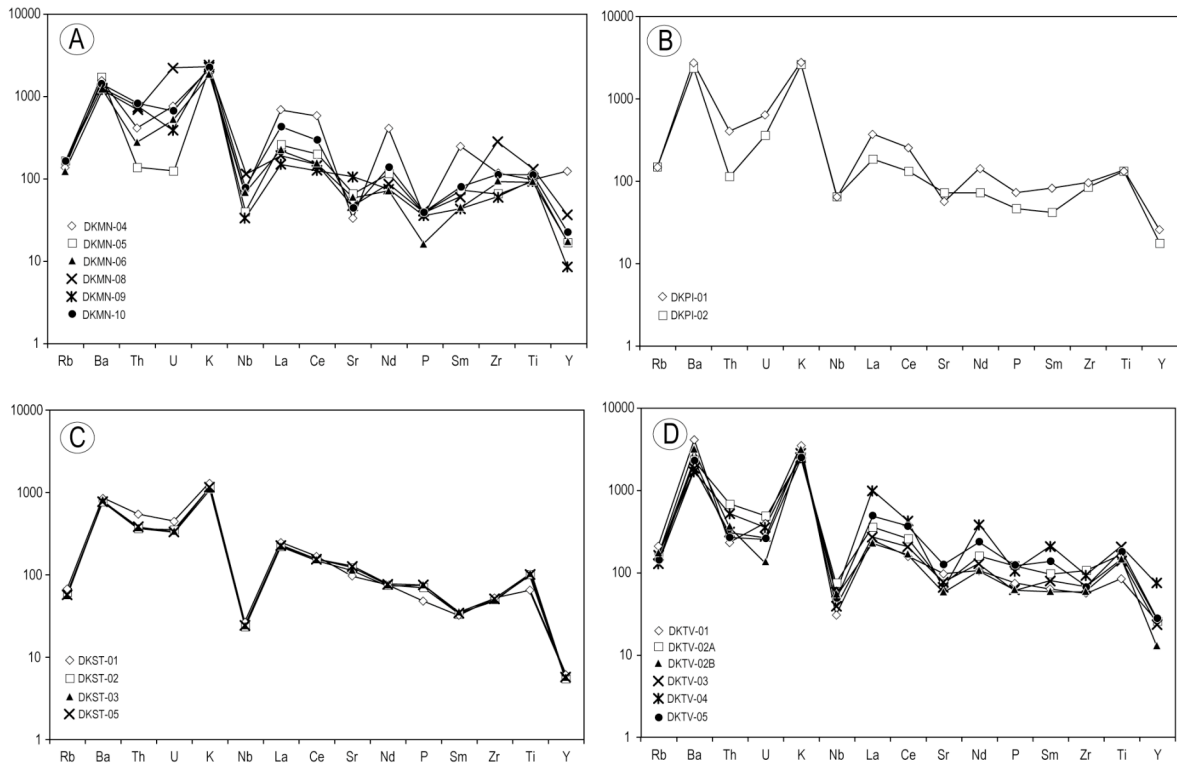 A
10000
1000
100
10
1
DKMN-04
DKMN-05
DKMN-06
DKMN-08
DKMN-09
DKMN-10
Rb Ba Th U K Nb La Ce Sr Nd P Sm Zr Ti Y
B
10000
1000
100
10
1
DKPI-01
DKPI-02
Rb Ba Th U K Nb La Ce Sr Nd P Sm Zr Ti Y
C
10000
1000
100
10
1
DKST-01
DKST-02
DKST-03
DKST-05
Rb Ba Th U K Nb La Ce Sr Nd P Sm Zr Ti Y
D
10000
1000
100
10
1
DKTV-01
DKTV-02A
DKTV-02B
DKTV-03
DKTV-04
DKTV-05
Rb Ba Th U K Nb La Ce Sr Nd P Sm Zr Ti Y